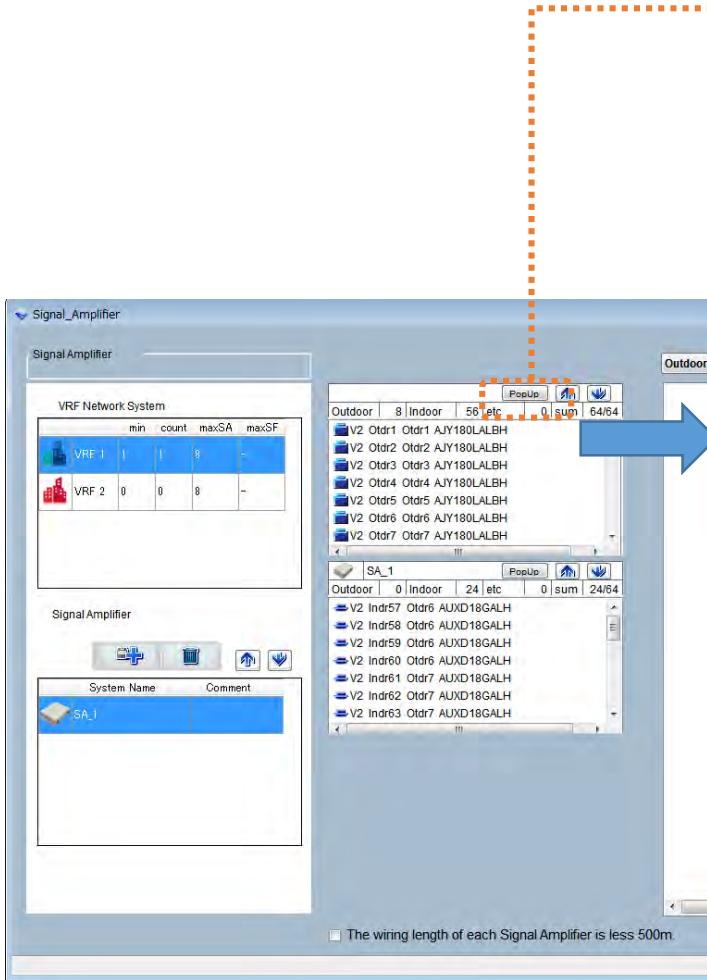 Signal_Amplifier
Signal Amplifier
VRF Network System
min count maxSA maxSF
VRF 1 1 1 8 -
VRF 2 0 0 8 -
Signal Amplifier
System Name Comment
SA_1
PopUp
Outdoor 8 Indoor 56 etc 0 sum 64/64
V2 Otdr1 Otdr1 AJY180LALBH
V2 Otdr2 Otdr2 AJY180LALBH
V2 Otdr3 Otdr3 AJY180LALBH
V2 Otdr4 Otdr4 AJY180LALBH
V2 Otdr5 Otdr5 AJY180LALBH
V2 Otdr6 Otdr6 AJY180LALBH
V2 Otdr7 Otdr7 AJY180LALBH
SA_1 PopUp
Outdoor 0 Indoor 24 etc 0 sum 24/64
V2 Indr57 Otdr6 AUXD18GALH
V2 Indr58 Otdr6 AUXD18GALH
V2 Indr59 Otdr6 AUXD18GALH
V2 Indr60 Otdr6 AUXD18GALH
V2 Indr61 Otdr7 AUXD18GALH
V2 Indr62 Otdr7 AUXD18GALH
V2 Indr63 Otdr7 AUXD18GALH
Outdoor
The wiring length of each Signal Amplifier is less 500m.